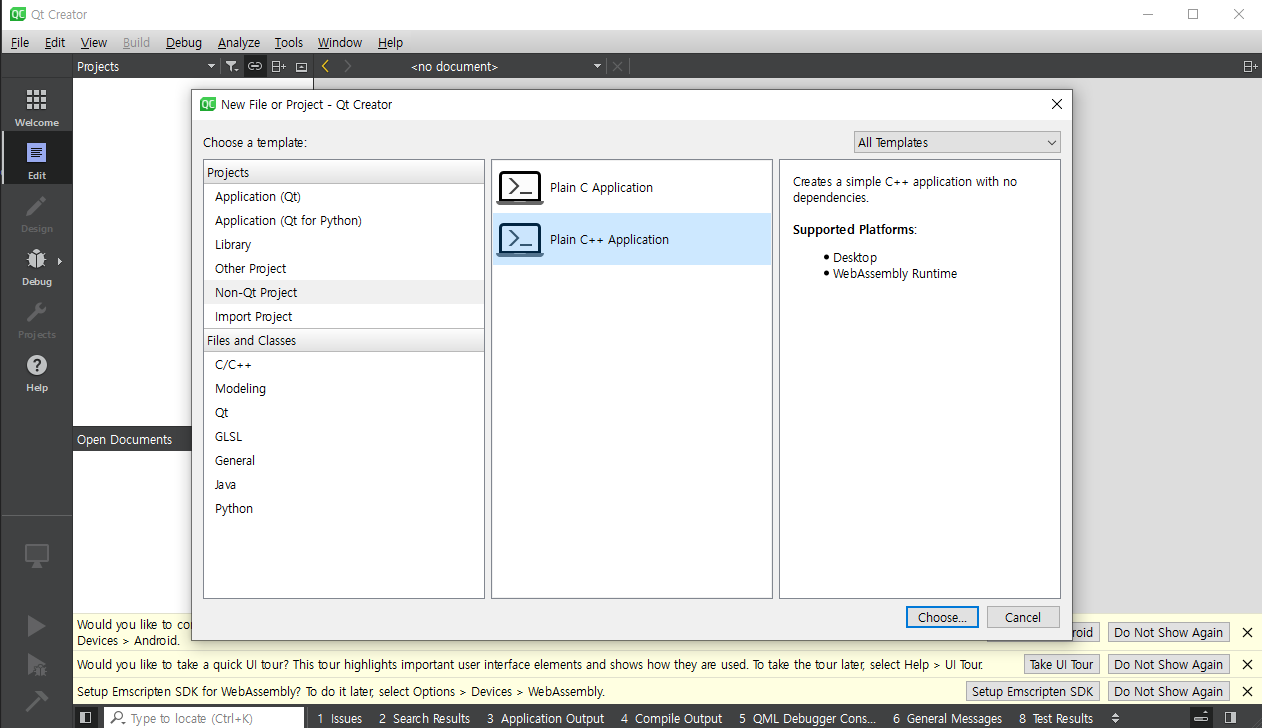 Qt Creator
File Edit View Build Debug Analyze Tools Window Help
Projects
<no document>
Welcome
Edit
Design
Debug
Projects
Help
New File or Project - Qt Creator
Choose a template:
All Templates
Projects
Application (Qt)
Application (Qt for Python)
Library
Other Project
Non-Qt Project
Import Project
Files and Classes
C/C++
Modeling
Qt
GLSL
General
Java
Python
Plain C Application
Plain C++ Application
Creates a simple C++ application with no
dependencies.
Supported Platforms:
• Desktop
• WebAssembly Runtime
Choose...
Cancel
Open Documents
Would you like to
Devices > Android.
Do Not Show Again
Would you like to take a quick UI tour? This tour highlights important user interface elements and shows how they are used. To take the tour later, select Help > UI Tour.
Take UI Tour
Do Not Show Again
Setup Emscripten SDK for WebAssembly? To do it later, select Options > Devices > WebAssembly.
Setup Emscripten SDK
Do Not Show Again
Type to locate (Ctrl+K)
1 Issues
2 Search Results
3 Application Output
4 Compile Output
5 QML Debugger Cons...
6 General Messages
8 Test Results